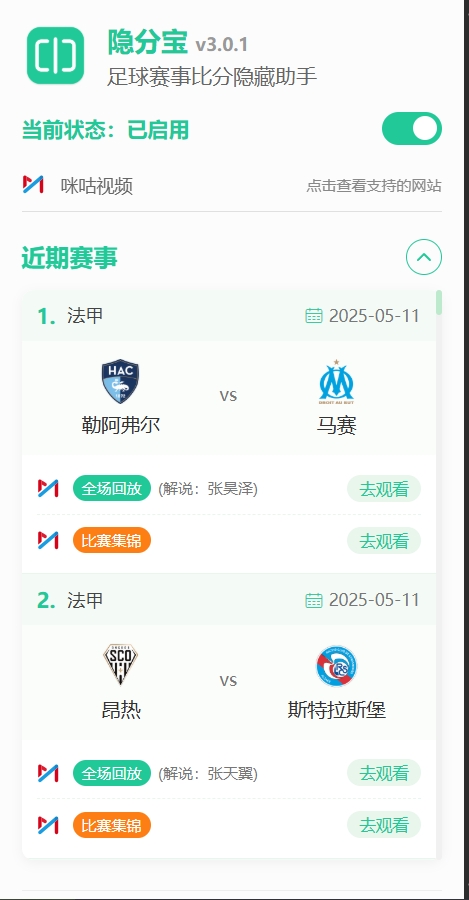 隐分宝 v3.0.1
足球赛事比分隐藏助手
当前状态：已启用
咪咕视频 点击查看支持的网站
近期赛事
1. 法甲 2025-05-11
HAC
1872
vs
勒阿弗尔 马赛
全场回放 (解说：张昊泽) 去观看
比赛集锦 去观看
2. 法甲 2025-05-11
SCO
vs
昂热 斯特拉斯堡
全场回放 (解说：张天翼) 去观看
比赛集锦 去观看